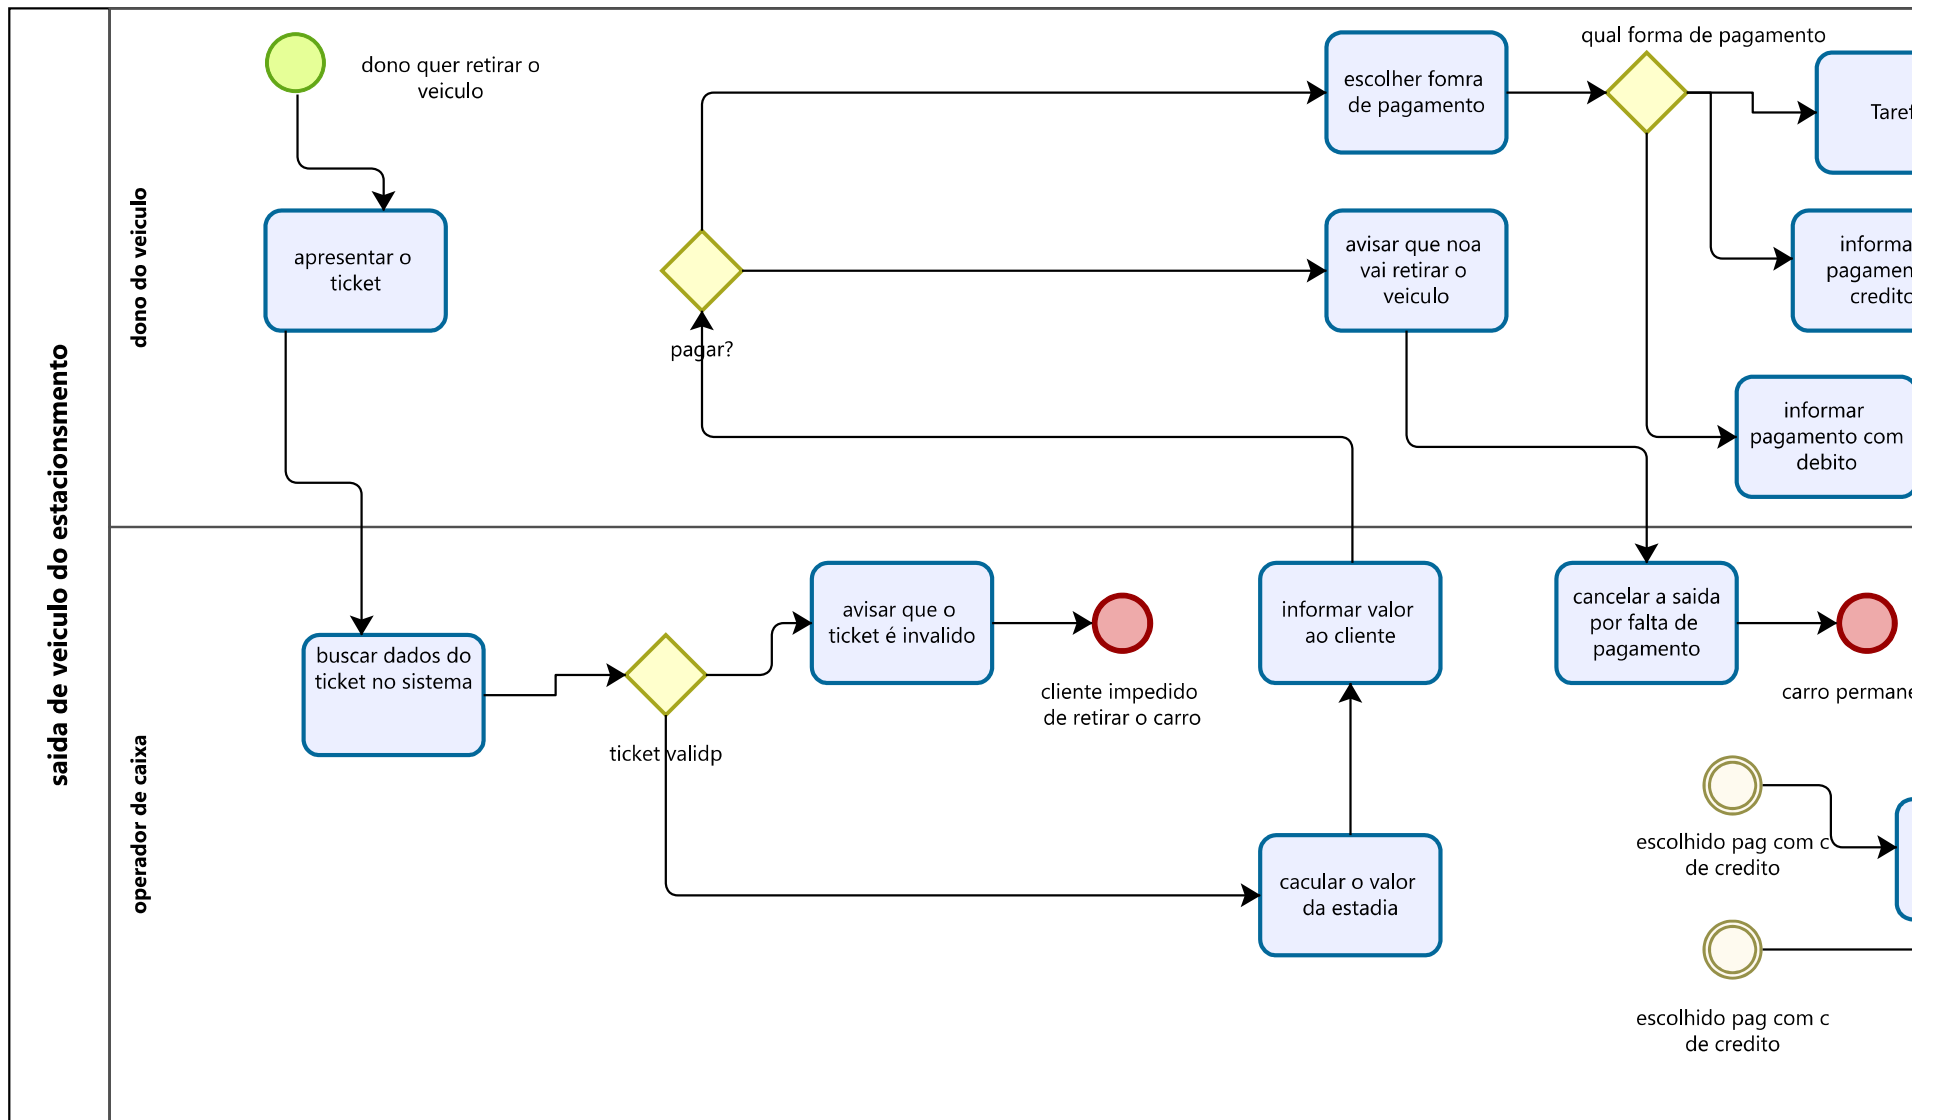 saida de veiculo do estacionsmento
dono do veiculo
dono quer retirar o
veiculo
apresentar o
ticket
pagar?
escolher fomra
de pagamento
qual forma de pagamento
avisar que noa
vai retirar o
veiculo
informar
pagamento com
debito
operador de caixa
buscar dados do
ticket no sistema
ticket validp
avisar que o
ticket é invalido
cliente impedido
de retirar o carro
informar valor
ao cliente
cacular o valor
da estadia
cancelar a saida
por falta de
pagamento
carro
escolhido pag com c
de credito
escolhido pag com c
de credito